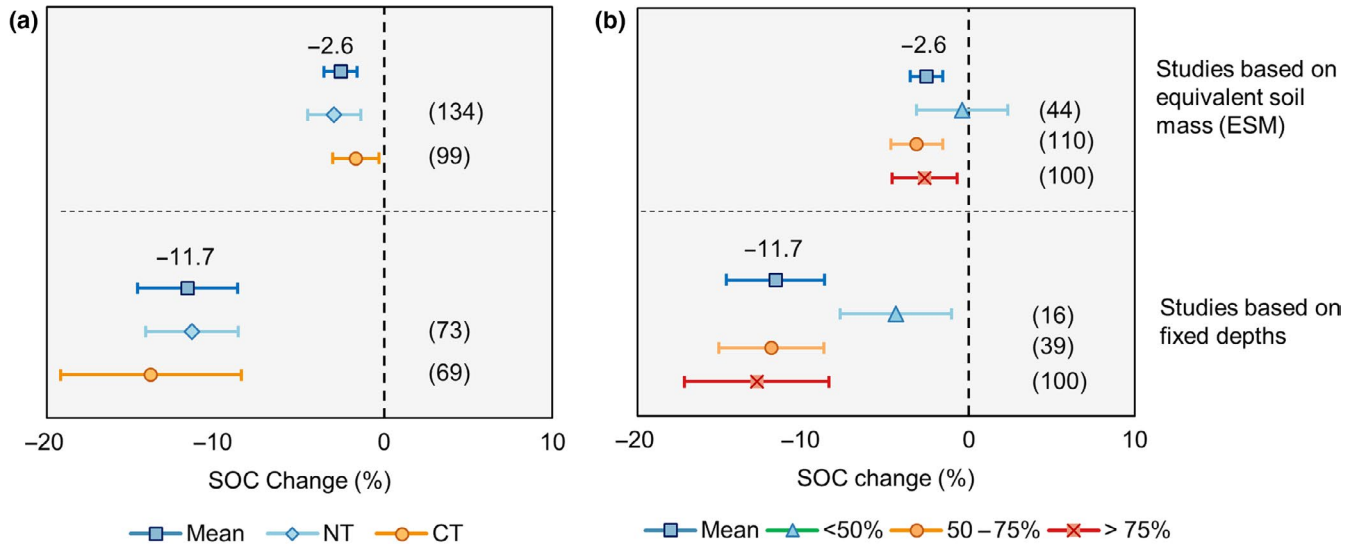 (a)
−2.6
(134)
(99)
−11.7
(73)
(69)
−20
−10
0
10
SOC Change (%)
Mean NT CT
(b)
−2.6
(44)
(110)
(100)
−11.7
(16)
(39)
(100)
−20
−10
0
10
SOC change (%)
Mean <50% 50 –75% > 75%
Studies based on
equivalent soil
mass (ESM)
Studies based on
fixed depths